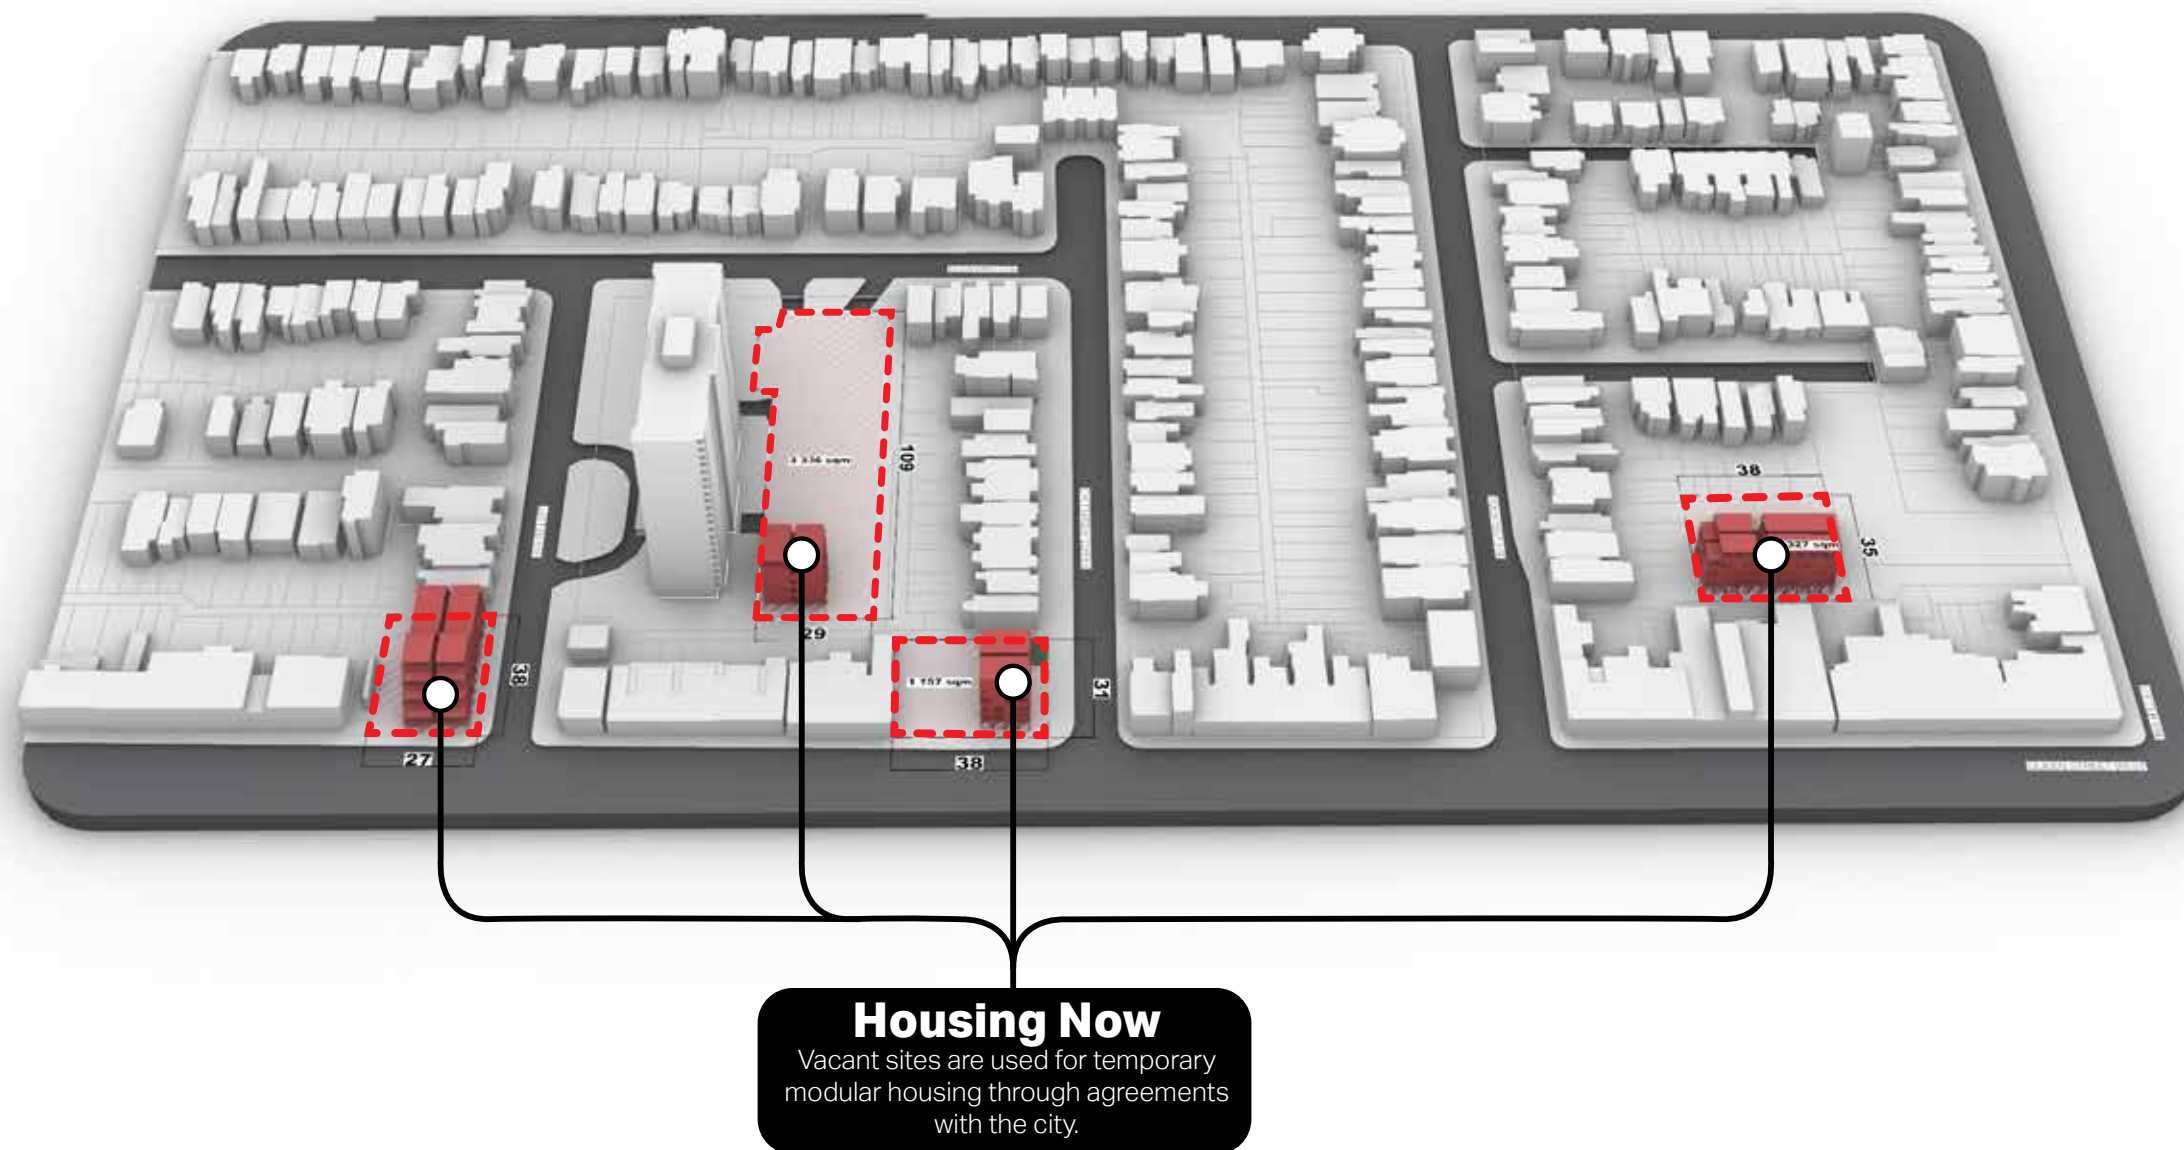 109
38
35
29
38
31
27
38
Housing Now
Vacant sites are used for temporary
modular housing through agreements
with the city.